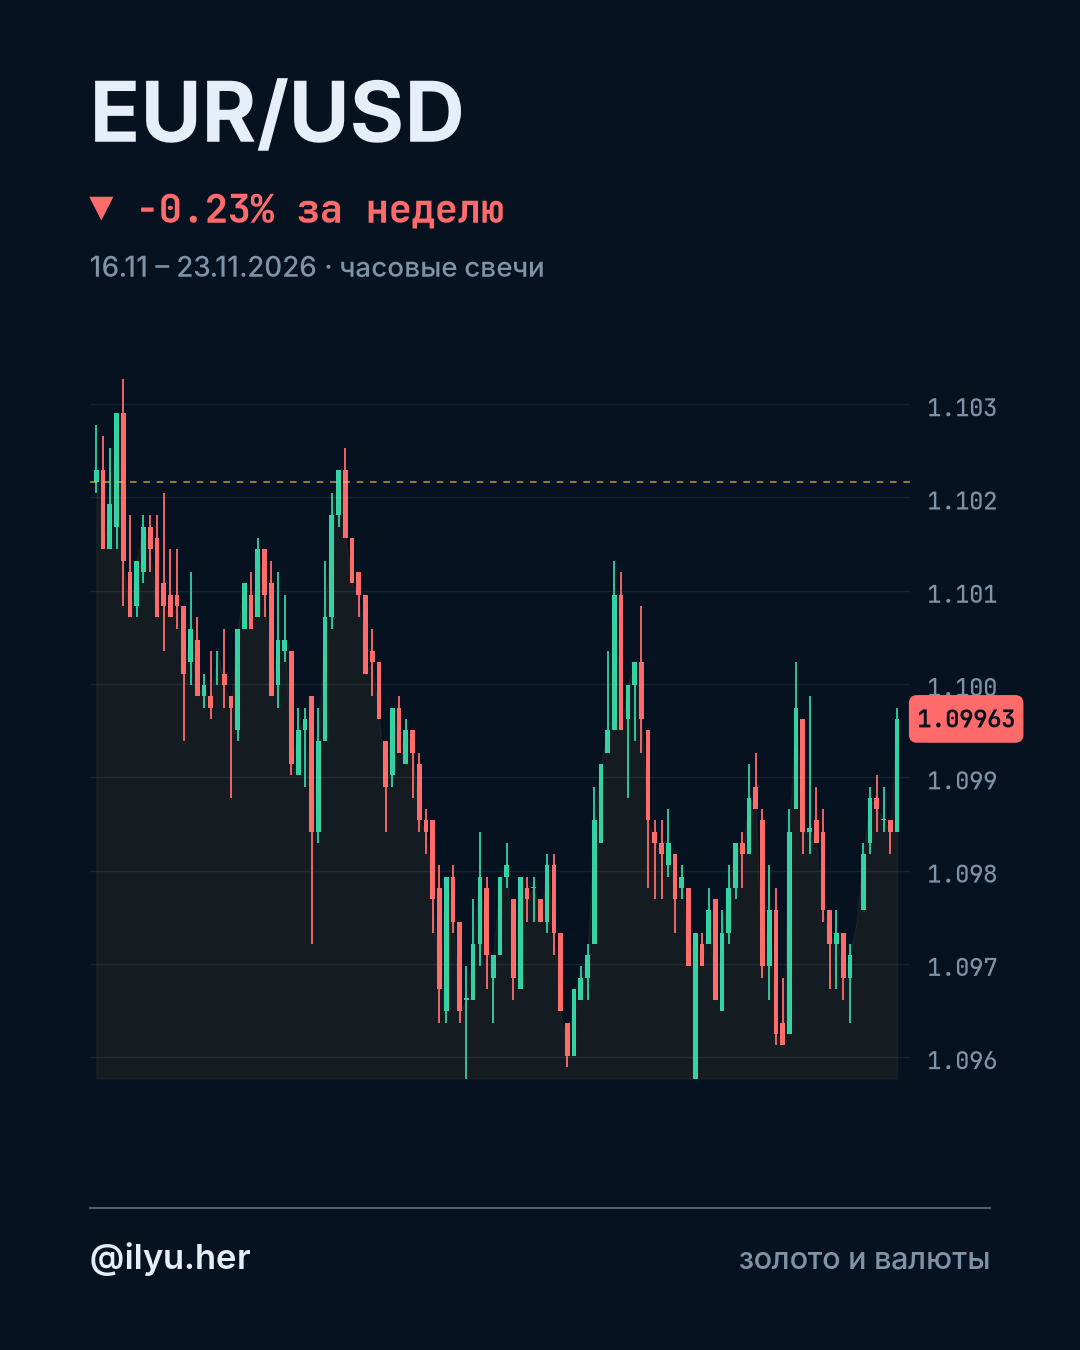 EUR/USD
▼ -0.23% за неделю
16.11 – 23.11.2026 · часовые свечи
1.103
1.102
1.101
1.100
1.09963
1.099
1.098
1.097
1.096
@ilyu.her
золото и валюты